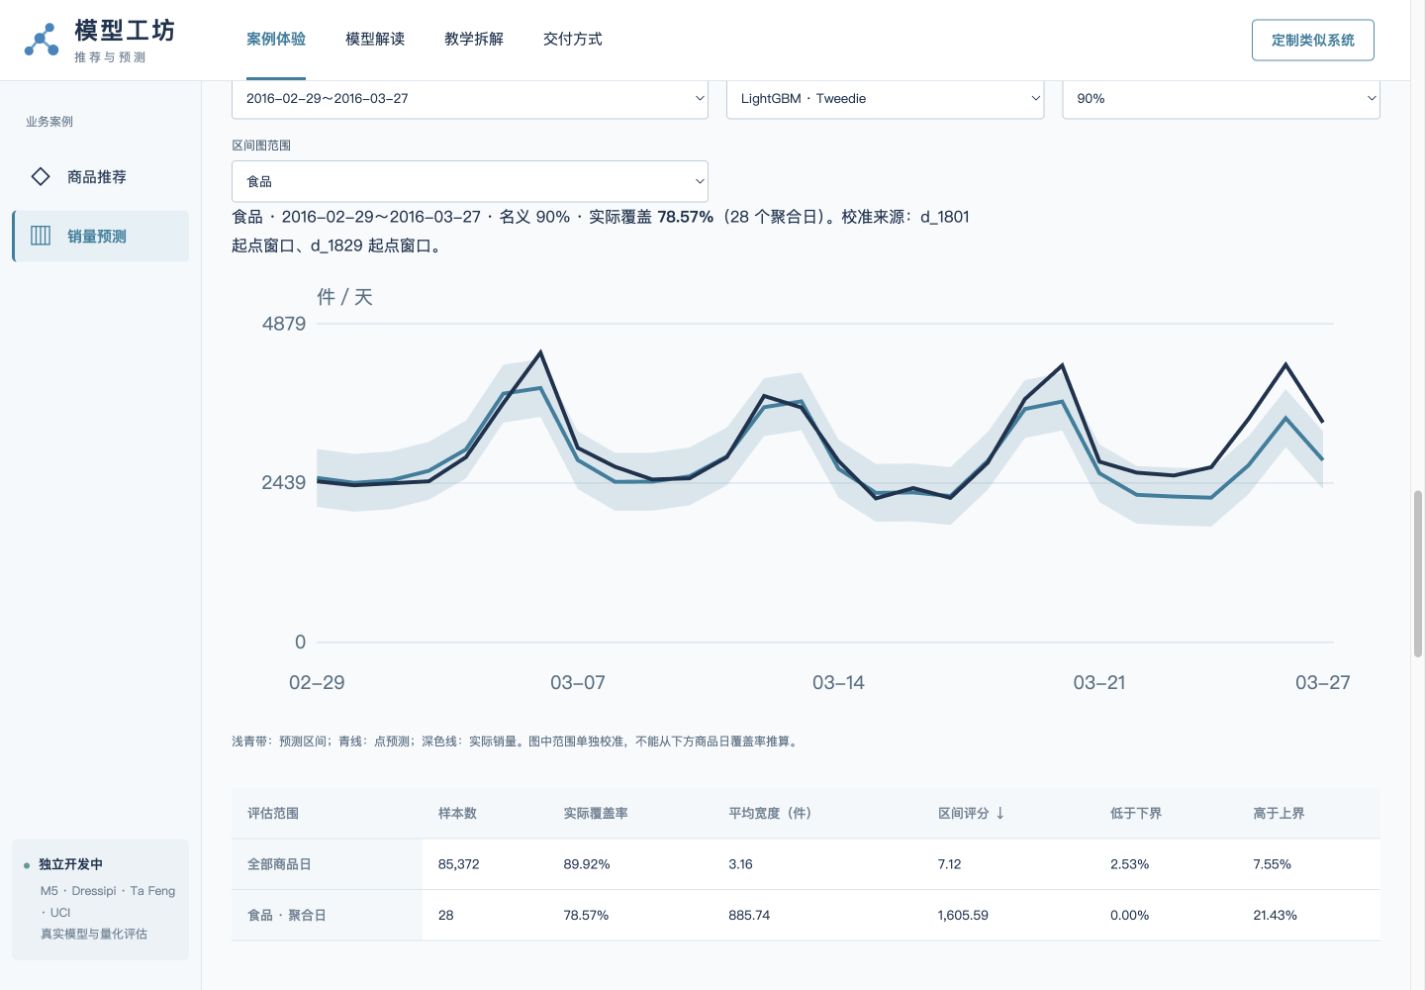 模型工坊
推荐与预测
案例体验
模型解读
教学拆解
交付方式
定制类似系统
业务案例
商品推荐
销量预测
独立开发中
M5 · Dressipi · Ta Feng
· UCI
真实模型与量化评估
2016-02-29～2016-03-27
LightGBM · Tweedie
90%
区间图范围
食品
食品 · 2016-02-29～2016-03-27 · 名义 90% · 实际覆盖 78.57%（28 个聚合日）。校准来源：d_1801
起点窗口、d_1829 起点窗口。
件 / 天
4879
2439
0
02-29
03-07
03-14
03-21
03-27
浅青带：预测区间；青线：点预测；深色线：实际销量。图中范围单独校准，不能从下方商品日覆盖率推算。
评估范围 样本数 实际覆盖率 平均宽度（件） 区间评分 ↓ 低于下界 高于上界
全部商品日 85,372 89.92% 3.16 7.12 2.53% 7.55%
食品 · 聚合日 28 78.57% 885.74 1,605.59 0.00% 21.43%